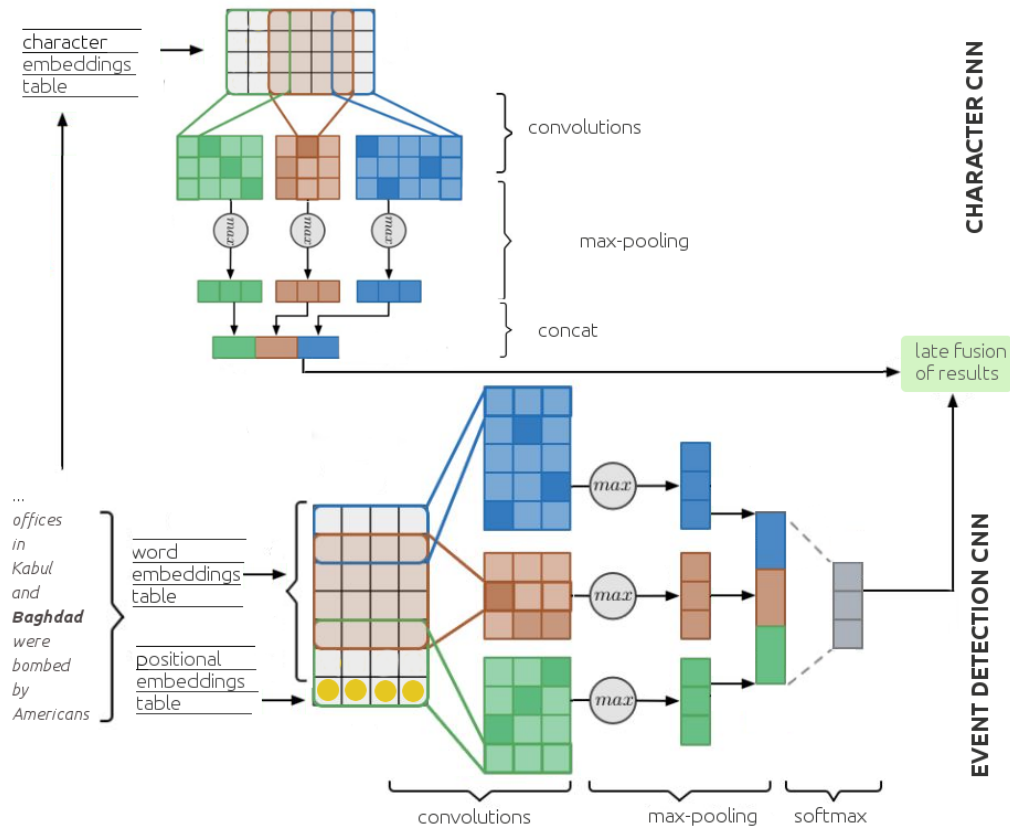 character
embeddings
table
convolutions
max
max
max
max-pooling
concat
CHARACTER CNN
late fusion
of results
...
offices
in
Kabul
and
Baghdad
were
bombed
by
Americans
word
embeddings
table
positional
embeddings
table
max
max
max
convolutions
max-pooling
softmax
EVENT DETECTION CNN